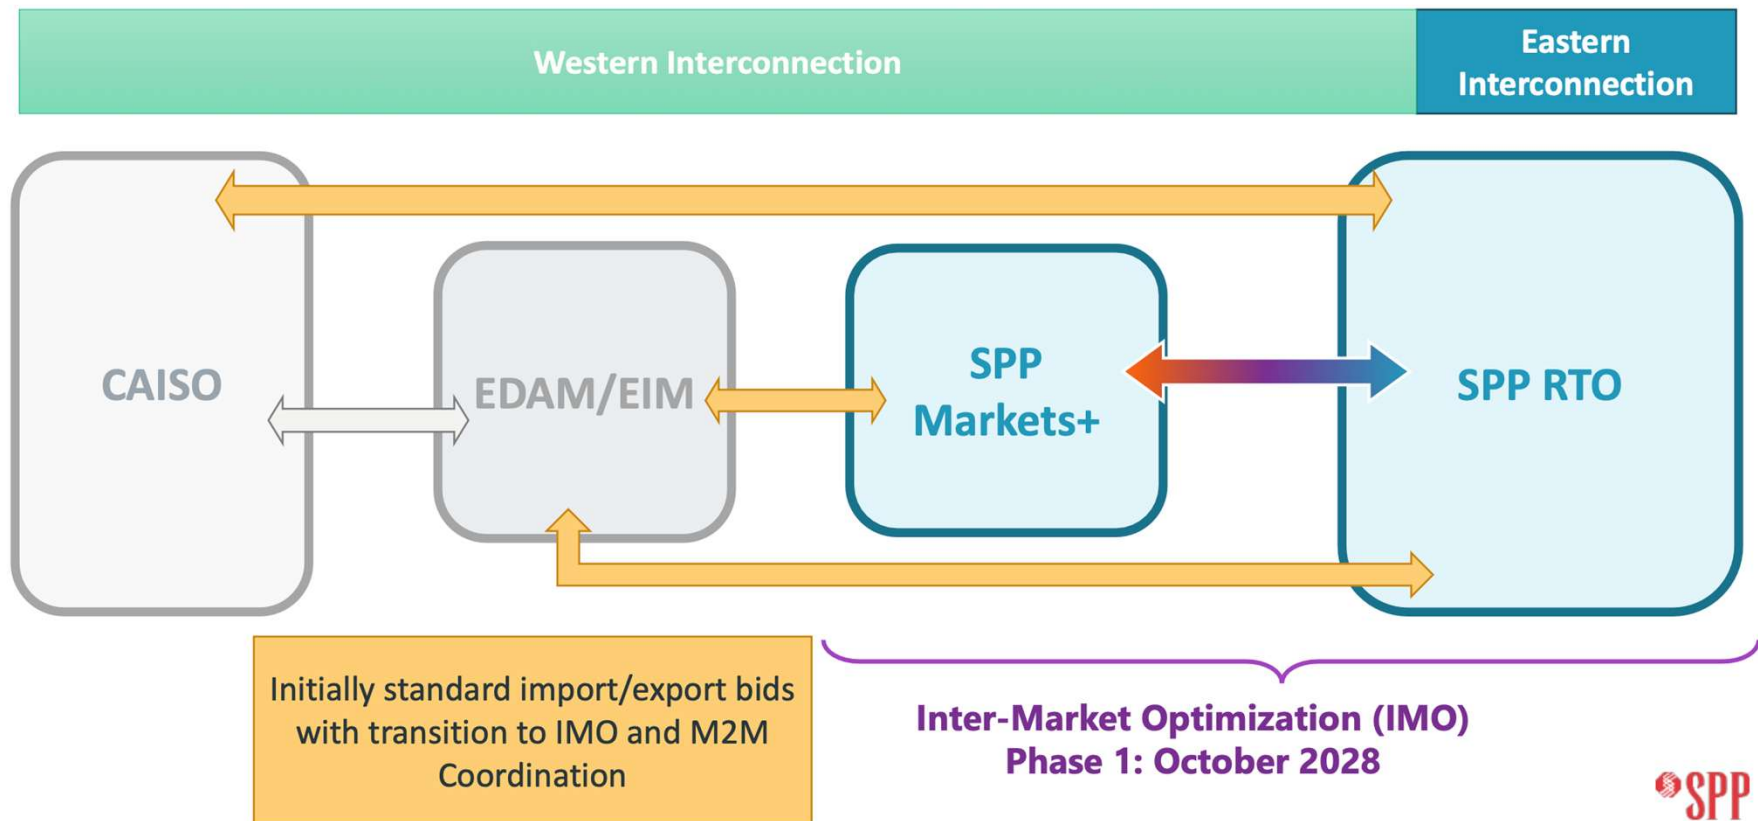 Western Interconnection
Eastern
Interconnection
CAISO
EDAM/EIM
SPP
Markets+
SPP RTO
Initially standard import/export bids
with transition to IMO and M2M
Coordination
Inter-Market Optimization (IMO)
Phase 1: October 2028
SPP